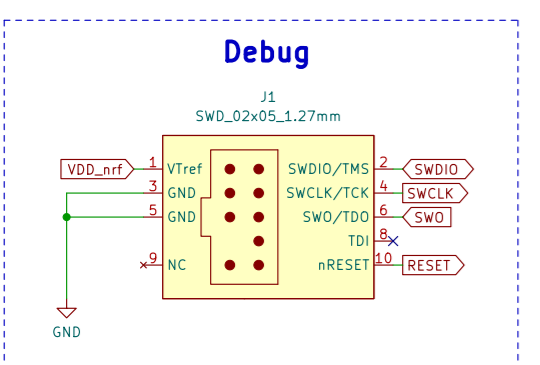 Debug
J1
SWD_02x05_1.27mm
VDD_nrf 1 VTref SWDIO/TMS 2 SWDIO
3 GND SWCLK/TCK 4 SWCLK
5 GND SWO/TDO 6 SWO
TDI 8
9 NC nRESET 10 RESET
GND